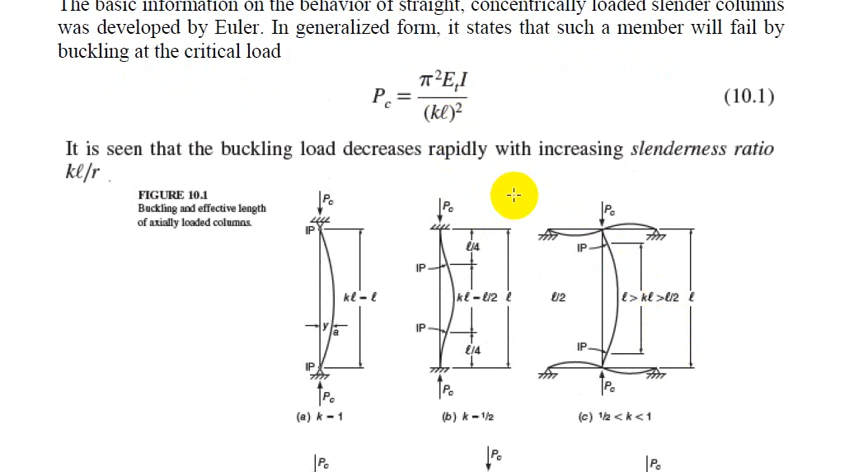 The basic information on the behavior of straight, concentrically loaded slender columns
was developed by Euler. In generalized form, it states that such a member will fail by
buckling at the critical load
P_c = π²E_tI / (kℓ)² (10.1)
It is seen that the buckling load decreases rapidly with increasing slenderness ratio
kℓ/r .
FIGURE 10.1
Buckling and effective length
of axially loaded columns.
P_c
P_c
P_c
IP
ℓ/4
IP
IP
kℓ = ℓ
kℓ = ℓ/2
ℓ
ℓ/2
ℓ > kℓ > ℓ/2
ℓ
y
a
IP
ℓ/4
IP
IP
P_c
P_c
P_c
(a) k = 1
(b) k = 1/2
(c) 1/2 < k < 1
P_c
P_c
P_c